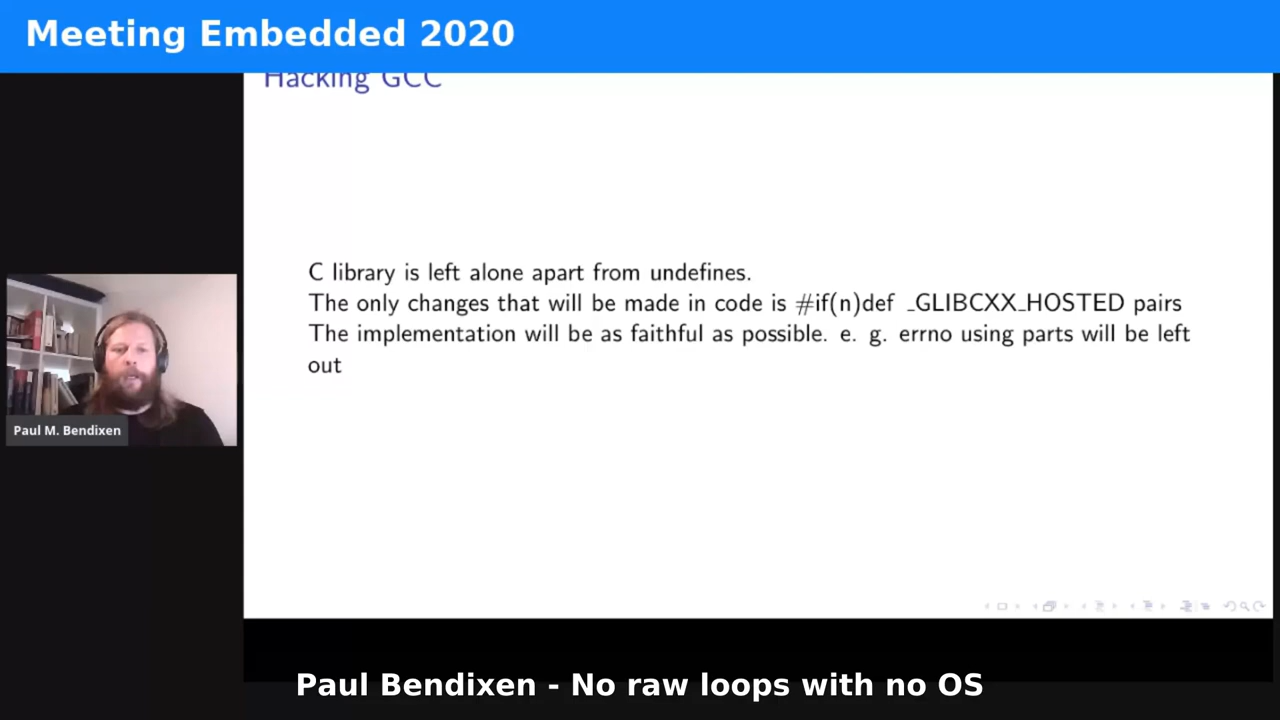 Meeting Embedded 2020
Hacking GCC
C library is left alone apart from undefines.
The only changes that will be made in code is #if(n)def _GLIBCXX_HOSTED pairs
The implementation will be as faithful as possible. e. g. errno using parts will be left
out
Paul M. Bendixen
Paul Bendixen - No raw loops with no OS